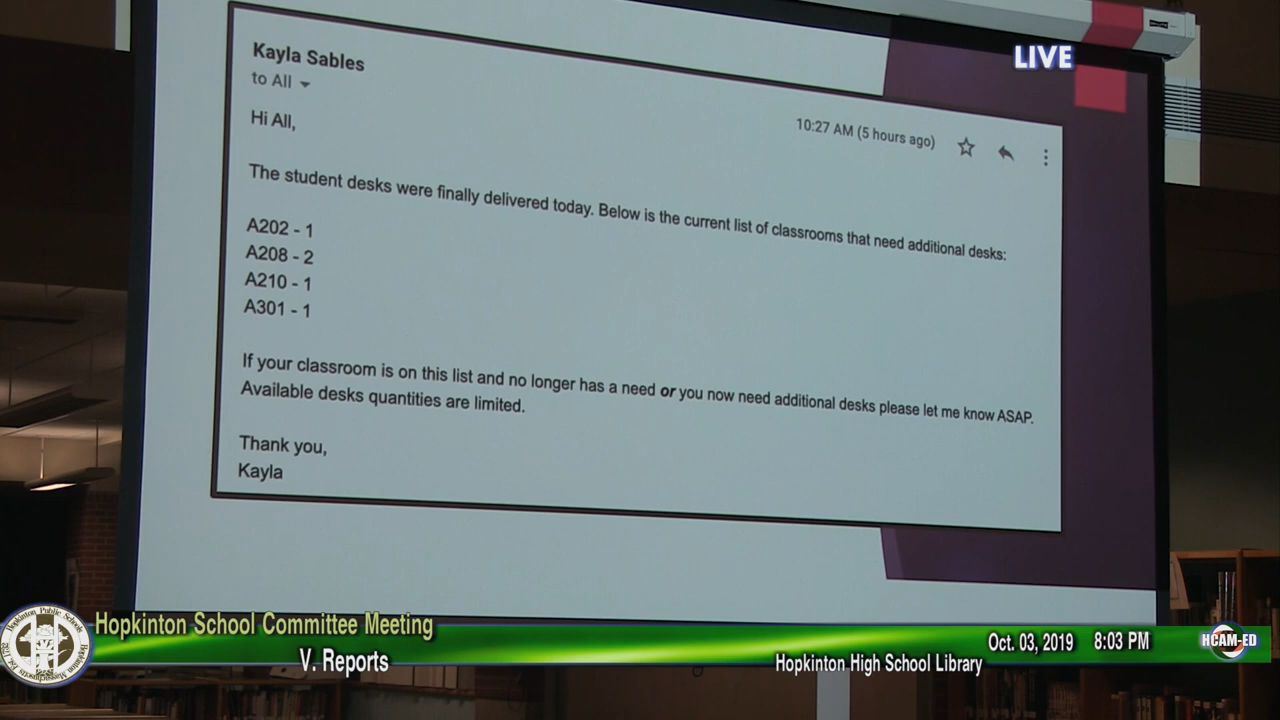 LIVE
Kayla Sables
to All
10:27 AM (5 hours ago)
Hi All,
The student desks were finally delivered today. Below is the current list of classrooms that need additional desks:
A202 - 1
A208 - 2
A210 - 1
A301 - 1
If your classroom is on this list and no longer has a need or you now need additional desks please let me know ASAP.
Available desks quantities are limited.
Thank you,
Kayla
Hopkinton School Committee Meeting
V. Reports
Oct. 03, 2019 8:03 PM
Hopkinton High School Library
HCAM-ED
Hopkinton Public Schools
H